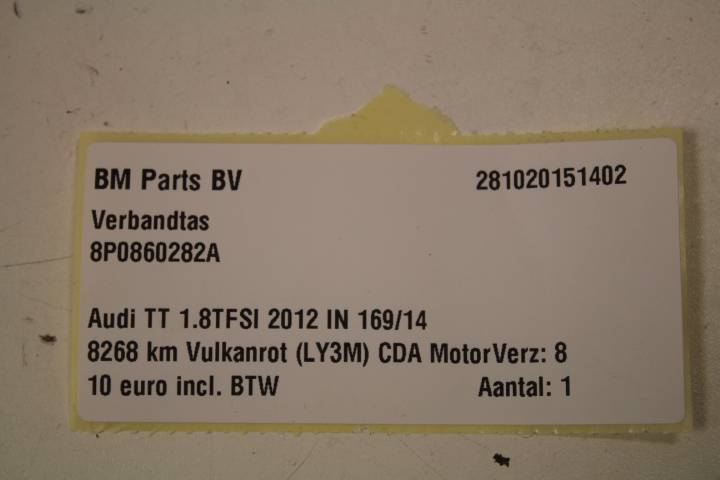 BM Parts BV 281020151402
Verbandtas
8P0860282A
Audi TT 1.8TFSI 2012 IN 169/14
8268 km Vulkanrot (LY3M) CDA MotorVerz: 8
10 euro incl. BTW Aantal: 1